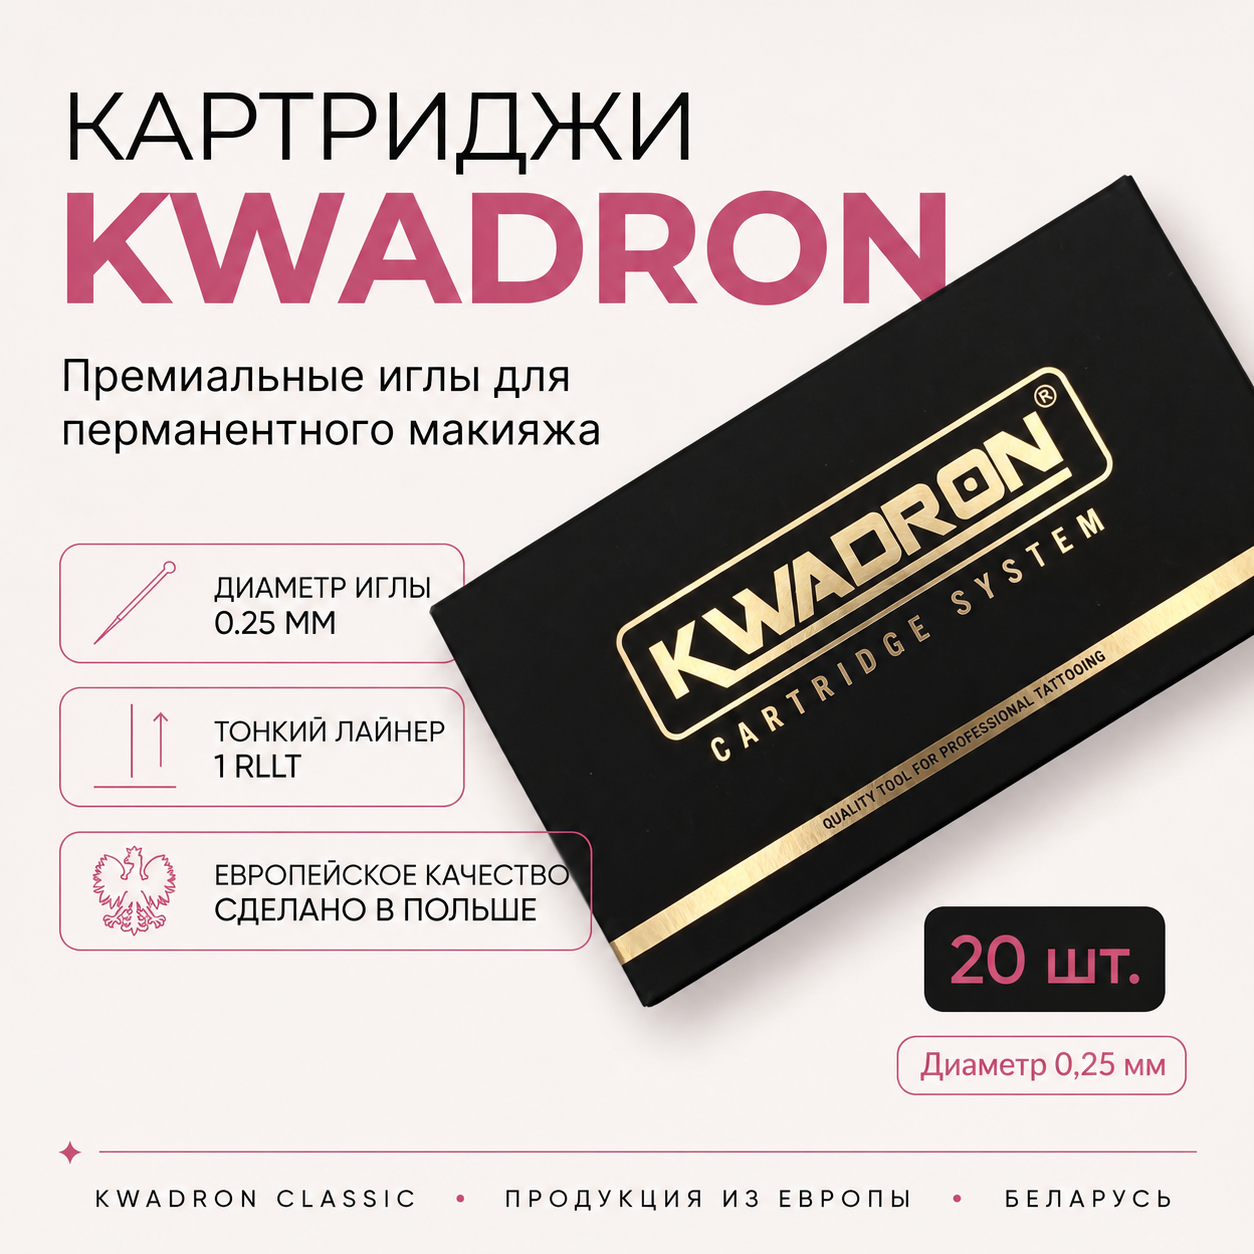 КАРТРИДЖИ
KWADRON
Премиальные иглы для
перманентного макияжа
ДИАМЕТР ИГЛЫ
0.25 ММ
ТОНКИЙ ЛАЙНЕР
1 RLLT
ЕВРОПЕЙСКОЕ КАЧЕСТВО
СДЕЛАНО В ПОЛЬШЕ
KWADRON®
CARTRIDGE SYSTEM
QUALITY TOOL FOR PROFESSIONAL TATTOOING
20 шт.
Диаметр 0,25 мм
KWADRON CLASSIC • ПРОДУКЦИЯ ИЗ ЕВРОПЫ • БЕЛАРУСЬ